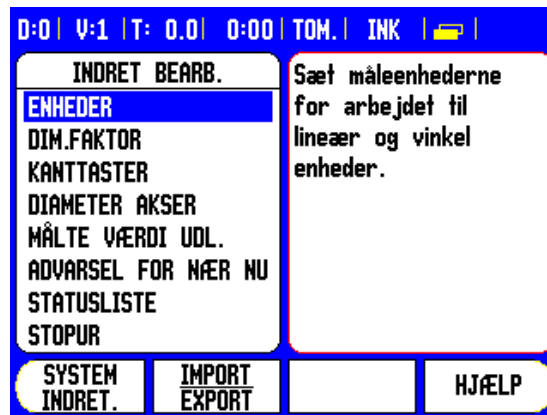 D:0 | V:1 | T: 0.0 | 0:00 | TOM. | INK |
INDRET BEARB.
ENHEDER
DIM.FAKTOR
KANTTASTER
DIAMETER AKSER
MÅLTE VÆRDI UDL.
ADVARSEL FOR NÆR NU
STATUSLISTE
STOPUR
Sæt måleenhederne
for arbejdet til
lineær og vinkel
enheder.
SYSTEM
INDRET.
IMPORT
EXPORT
HJÆLP